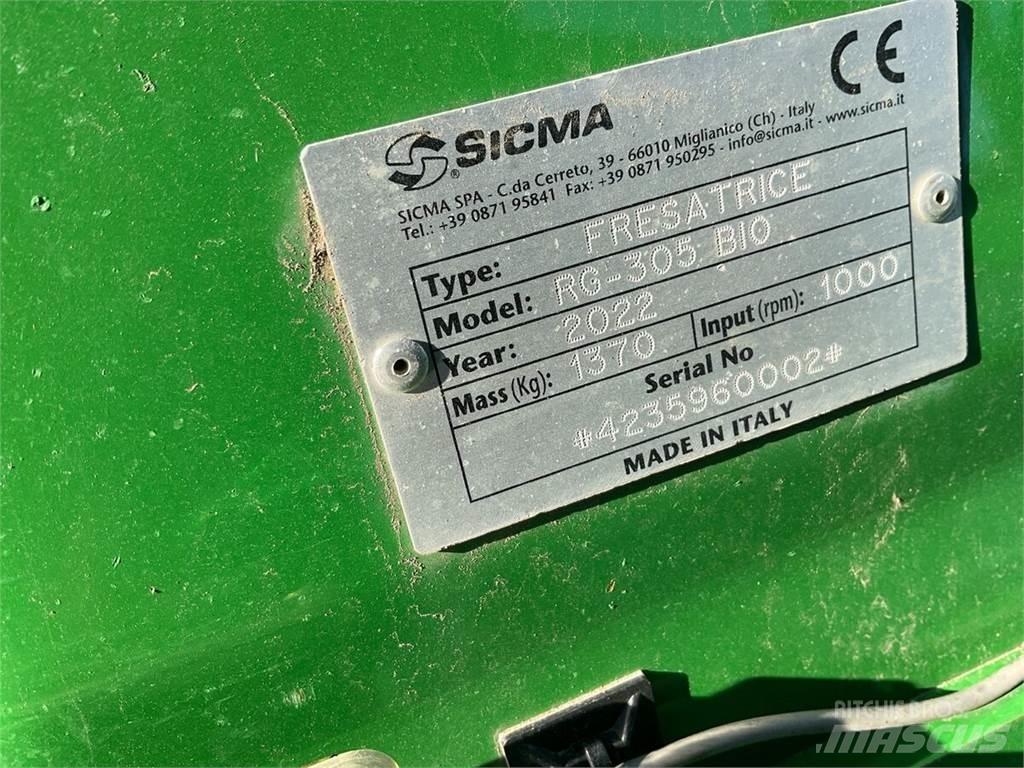 SICMA
®
CE
SICMA SPA - C.da Cerreto, 39 - 66010 Miglianico (Ch) - Italy
Tel.: +39 0871 95841 Fax: +39 0871 950295 - info@sicma.it - www.sicma.it
Type: FRESATRICE
Model: RG-305 BIO
Year: 2022
Mass (Kg): 1370 Input (rpm): 1000
Serial No
#4235960002#
MADE IN ITALY
RITCHIE BROS
MASCUS